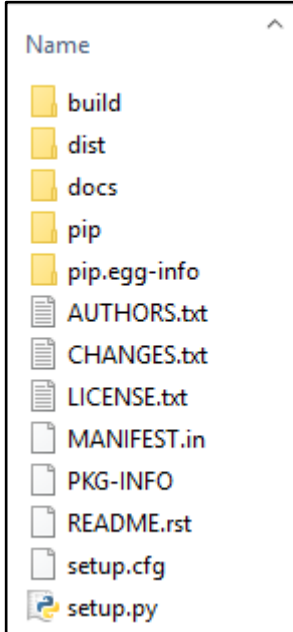 Name
build
dist
docs
pip
pip.egg-info
AUTHORS.txt
CHANGES.txt
LICENSE.txt
MANIFEST.in
PKG-INFO
README.rst
setup.cfg
setup.py